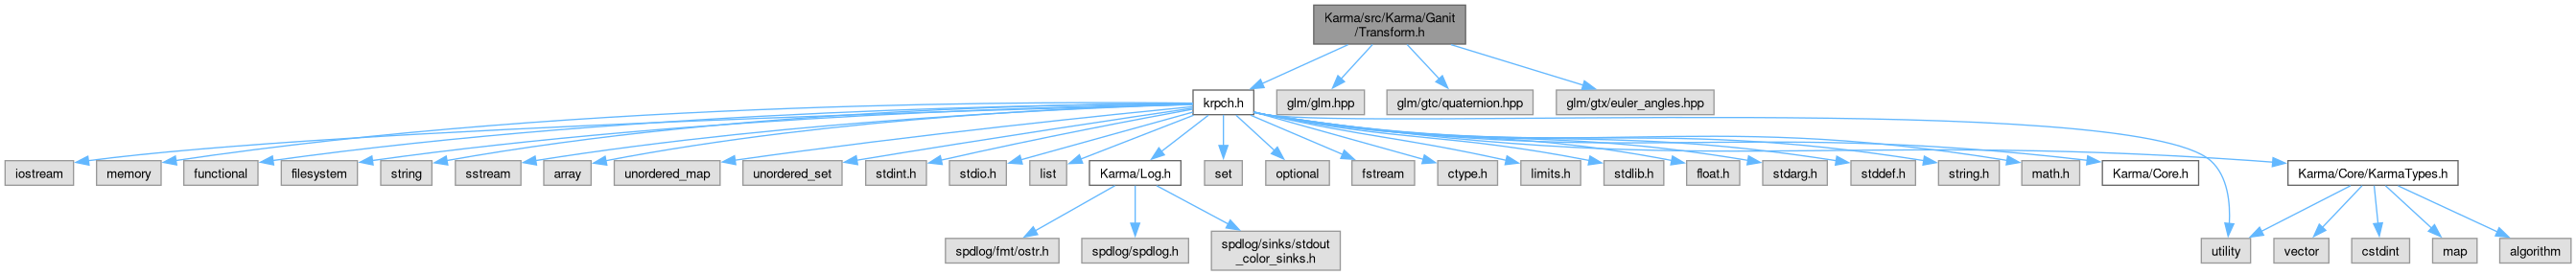 Karma/src/Karma/Ganit
/Transform.h
krpch.h
glm/glm.hpp
glm/gtc/quaternion.hpp
glm/gtx/euler_angles.hpp
iostream
memory
functional
filesystem
string
sstream
array
unordered_map
unordered_set
stdint.h
stdio.h
list
Karma/Log.h
set
optional
fstream
ctype.h
limits.h
stdlib.h
float.h
stdarg.h
stddef.h
string.h
math.h
Karma/Core.h
Karma/Core/KarmaTypes.h
spdlog/fmt/ostr.h
spdlog/spdlog.h
spdlog/sinks/stdout
_color_sinks.h
utility
vector
cstdint
map
algorithm